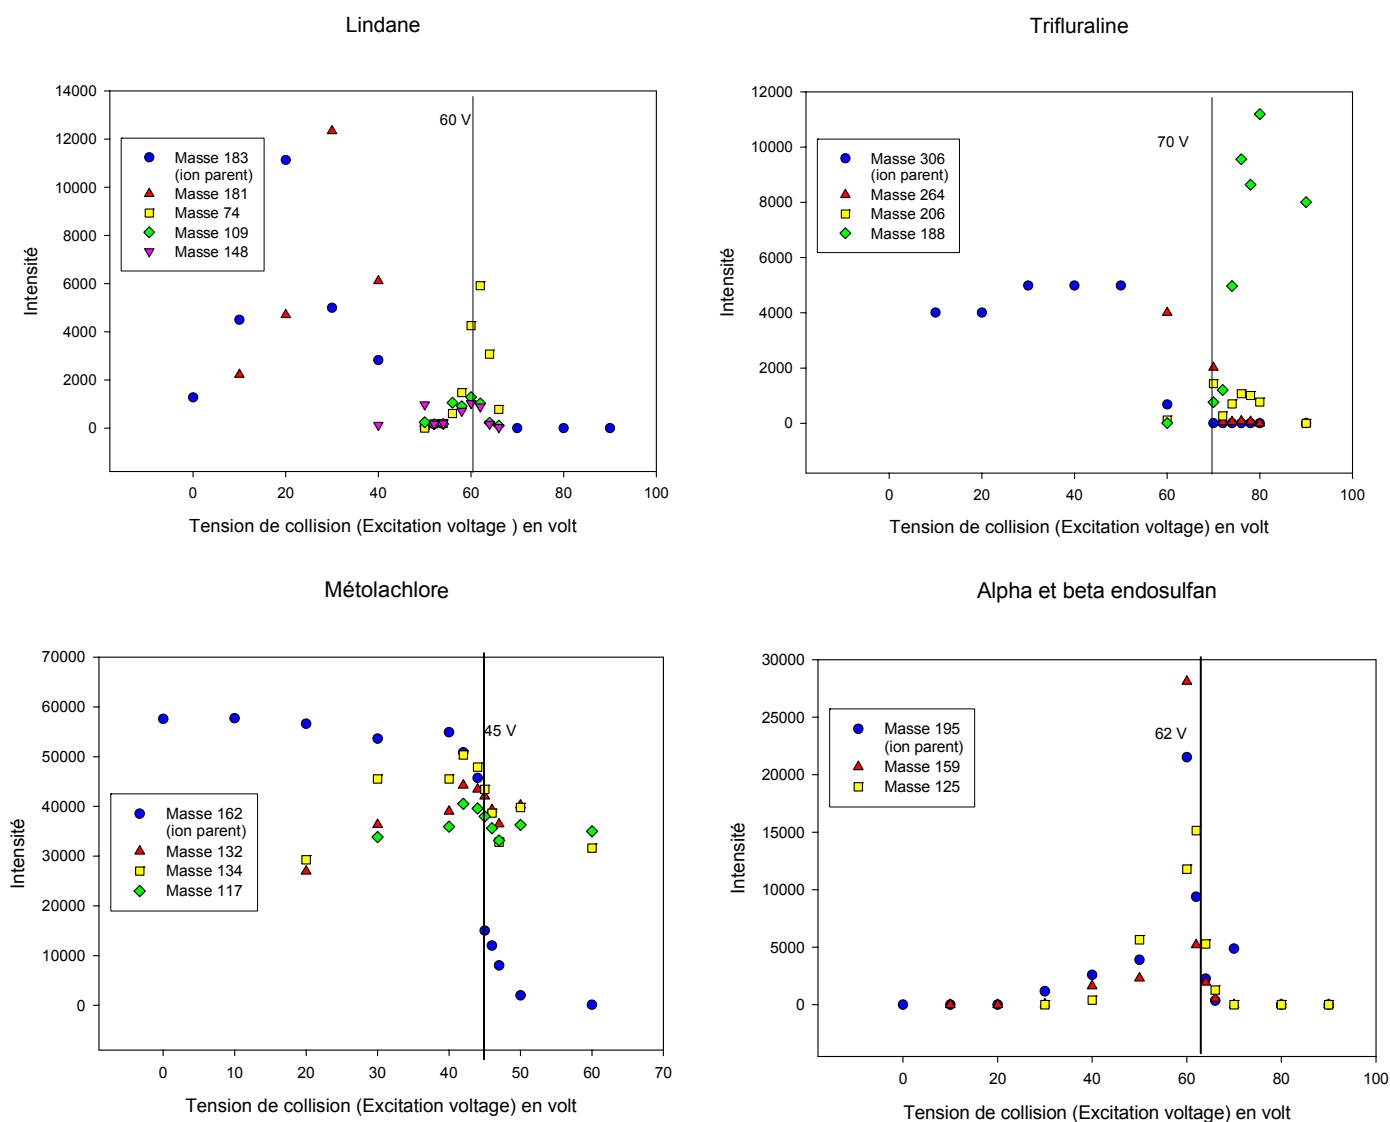 Lindane
14000
12000
10000
8000
6000
4000
2000
0
Intensité
60 V
Masse 183
(ion parent)
Masse 181
Masse 74
Masse 109
Masse 148
0 20 40 60 80 100
Tension de collision (Excitation voltage ) en volt
Trifluraline
12000
10000
8000
6000
4000
2000
0
Intensité
70 V
Masse 306
(ion parent)
Masse 264
Masse 206
Masse 188
0 20 40 60 80 100
Tension de collision (Excitation voltage) en volt
Métolachlore
70000
60000
50000
40000
30000
20000
10000
0
Intensité
45 V
Masse 162
(ion parent)
Masse 132
Masse 134
Masse 117
0 10 20 30 40 50 60 70
Tension de collision (Excitation voltage) en volt
Alpha et beta endosulfan
30000
25000
20000
15000
10000
5000
0
Intensité
62 V
Masse 195
(ion parent)
Masse 159
Masse 125
0 20 40 60 80 100
Tension de collision (Excitation voltage) en volt